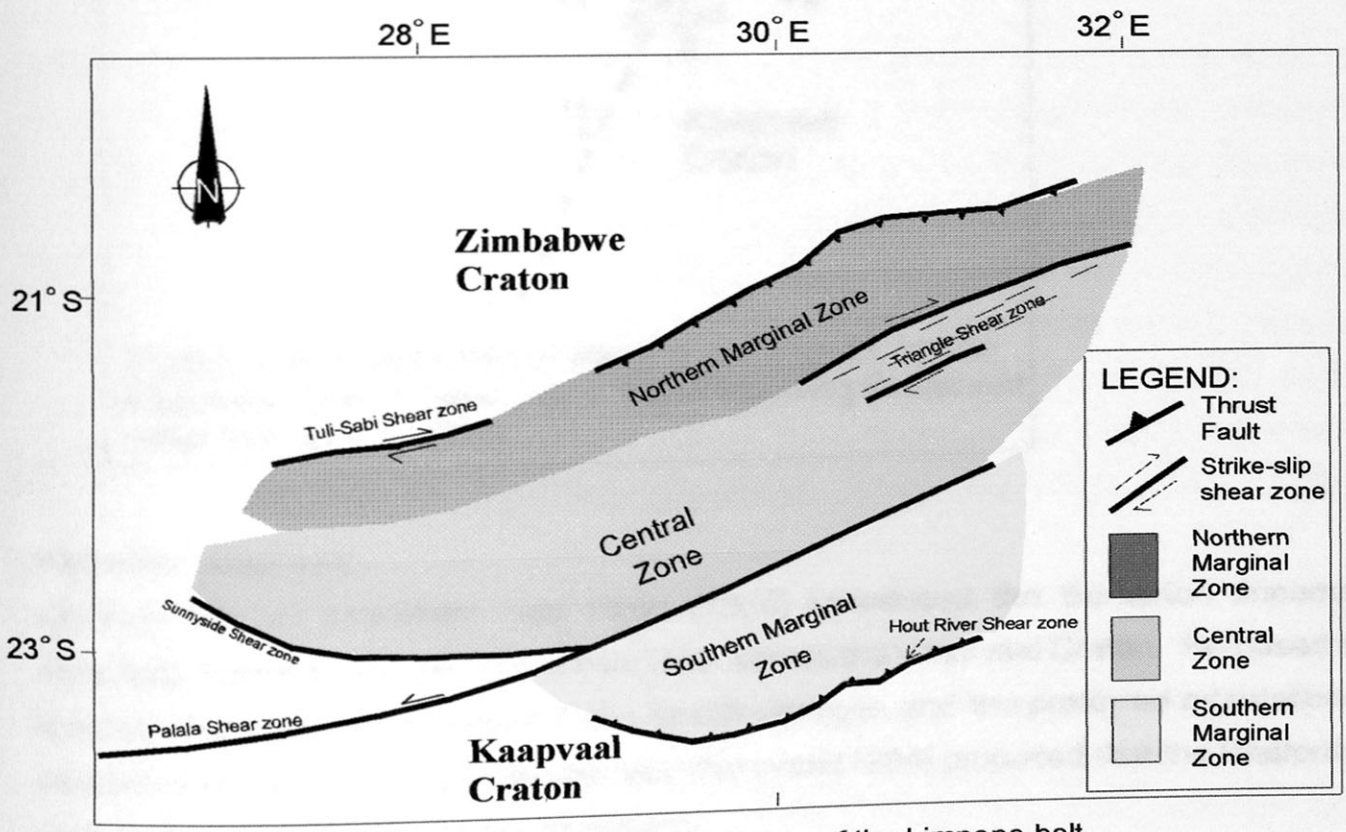 28° E
30° E
32° E
N
Zimbabwe
Craton
21° S
Northern Marginal Zone
Triangle Shear zone
Tuli-Sabi Shear zone
LEGEND:
Thrust
Fault
Strike-slip
shear zone
Northern
Marginal
Zone
Central
Zone
Southern
Marginal
Zone
Central
Zone
Sunnyside Shear zone
23° S
Southern Marginal
Zone
Hout River Shear zone
Palala Shear zone
Kaapvaal
Craton
of the Limpopo belt